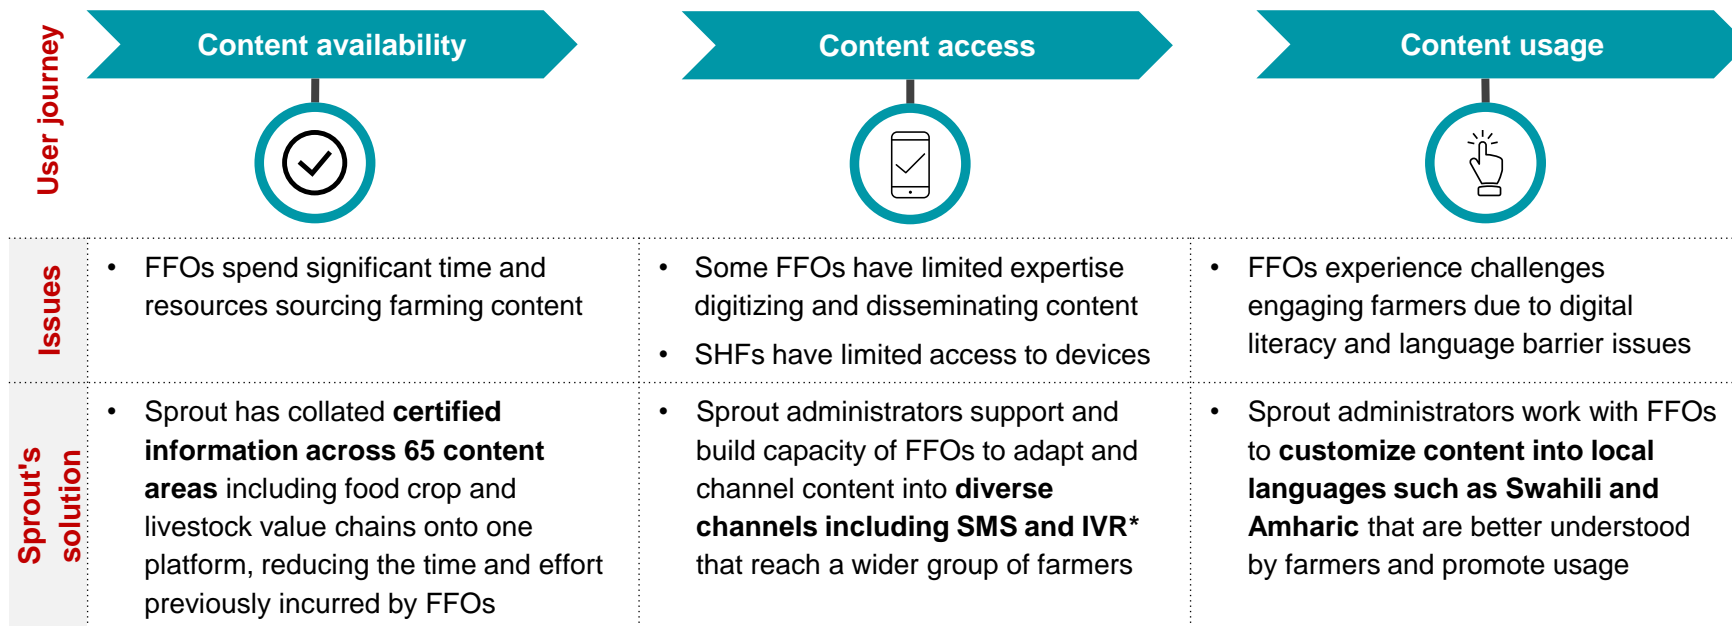 User journey
Content availability
Content access
Content usage
Issues
• FFOs spend significant time and
resources sourcing farming content
• Some FFOs have limited expertise
digitizing and disseminating content
• SHFs have limited access to devices
• FFOs experience challenges
engaging farmers due to digital
literacy and language barrier issues
Sprout's
solution
• Sprout has collated certified
information across 65 content
areas including food crop and
livestock value chains onto one
platform, reducing the time and effort
previously incurred by FFOs
• Sprout administrators support and
build capacity of FFOs to adapt and
channel content into diverse
channels including SMS and IVR*
that reach a wider group of farmers
• Sprout administrators work with FFOs
to customize content into local
languages such as Swahili and
Amharic that are better understood
by farmers and promote usage